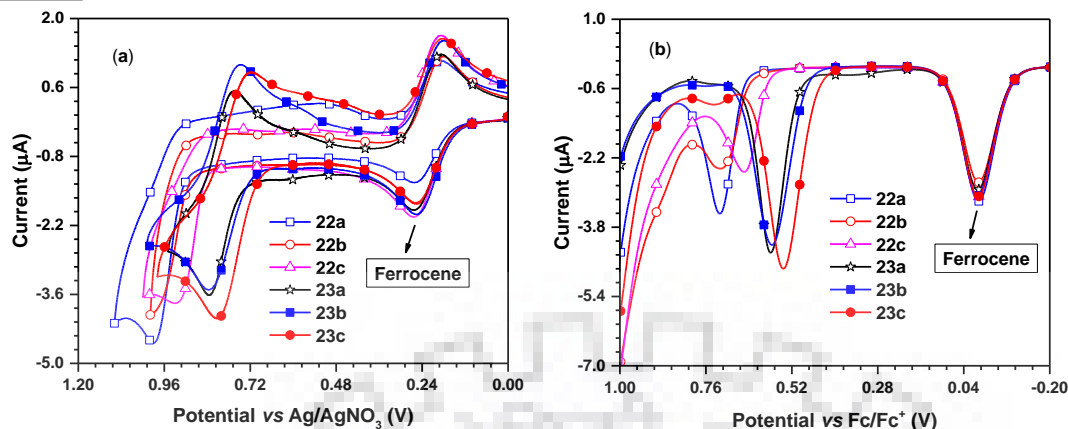 (a)
Current (µA)
2.0
0.6
-0.8
-2.2
-3.6
-5.0
1.20 0.96 0.72 0.48 0.24 0.00
Potential vs Ag/AgNO3 (V)
22a
22b
22c
23a
23b
23c
Ferrocene
(b)
Current (µA)
1.0
-0.6
-2.2
-3.8
-5.4
-7.0
1.00 0.76 0.52 0.28 0.04 -0.20
Potential vs Fc/Fc+ (V)
22a
22b
22c
23a
23b
23c
Ferrocene